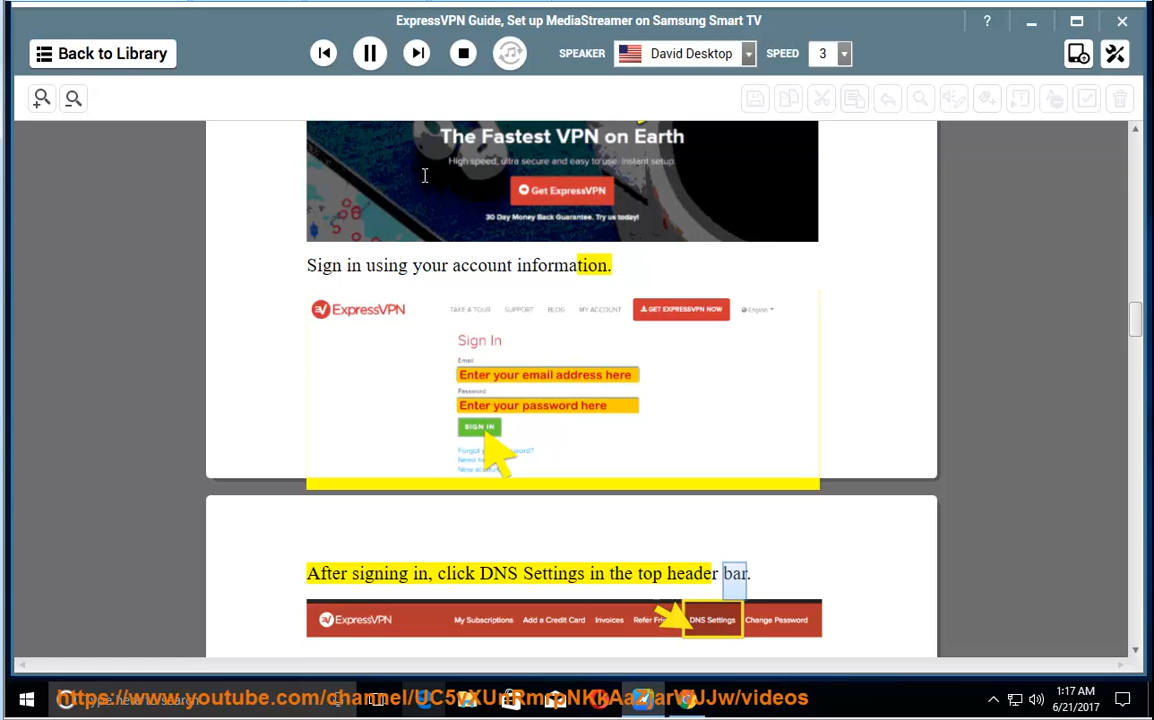 ExpressVPN Guide, Set up MediaStreamer on Samsung Smart TV
?
Back to Library
SPEAKER
David Desktop
SPEED
3
The Fastest VPN on Earth
High speed, ultra secure and easy to use. Instant setup.
Get ExpressVPN
30 Day Money Back Guarantee. Try us today!
Sign in using your account information.
ExpressVPN
TAKE A TOUR SUPPORT BLOG MY ACCOUNT GET EXPRESSVPN NOW English
Sign In
Email
Enter your email address here
Password
Enter your password here
SIGN IN
After signing in, click DNS Settings in the top header bar.
ExpressVPN My Subscriptions Add a Credit Card Invoices Refer DNS Settings Change Password
1:17 AM
6/21/2017